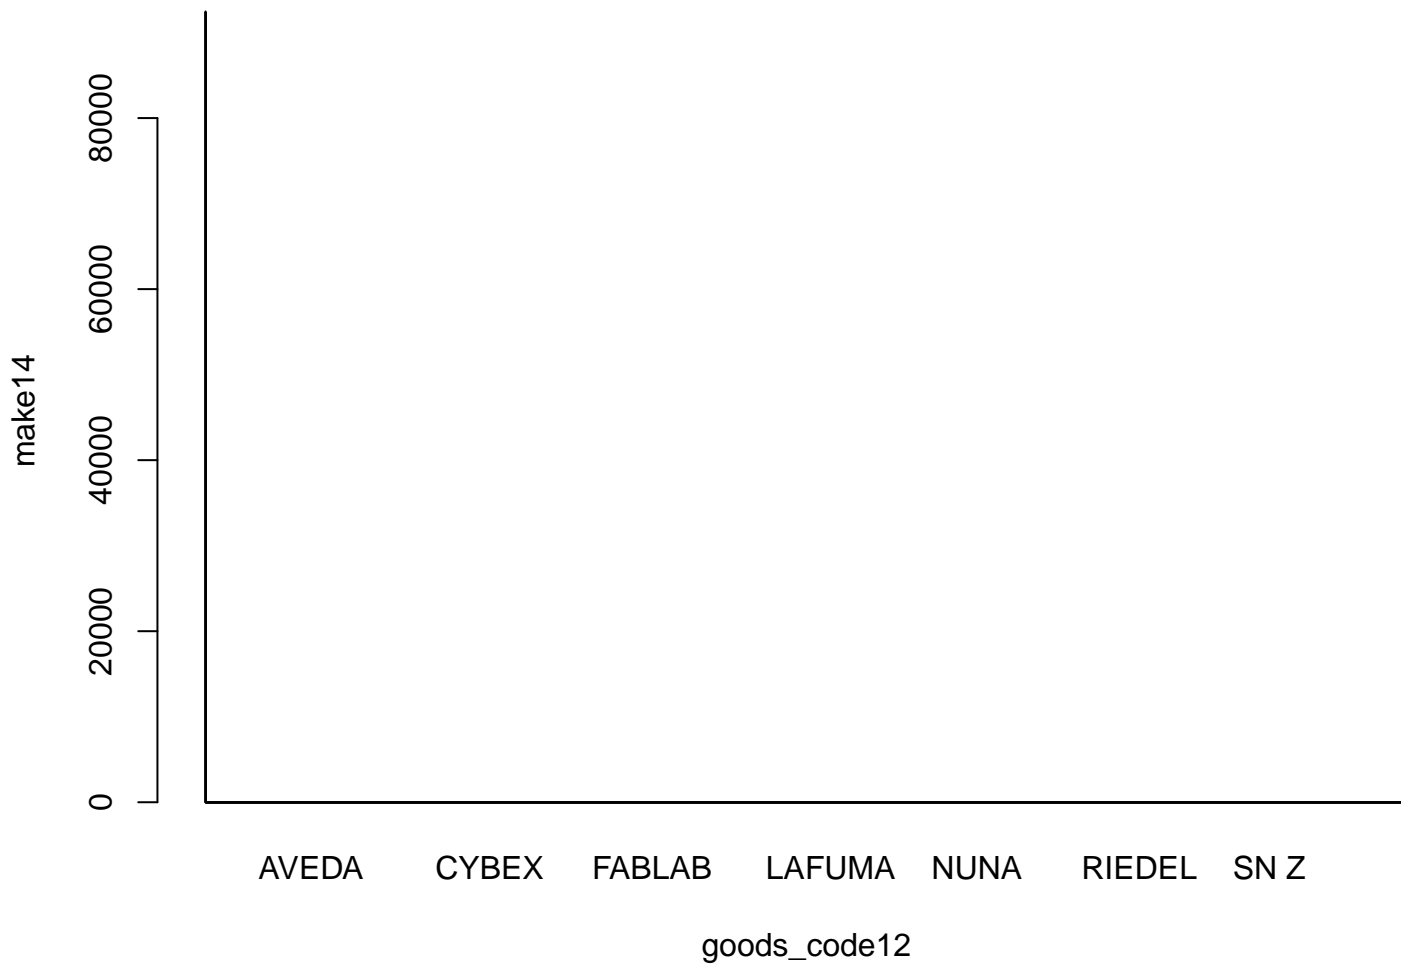 80000
60000
40000
20000
0
make14
AVEDA CYBEX FABLAB LAFUMA NUNA RIEDEL SN Z
goods_code12